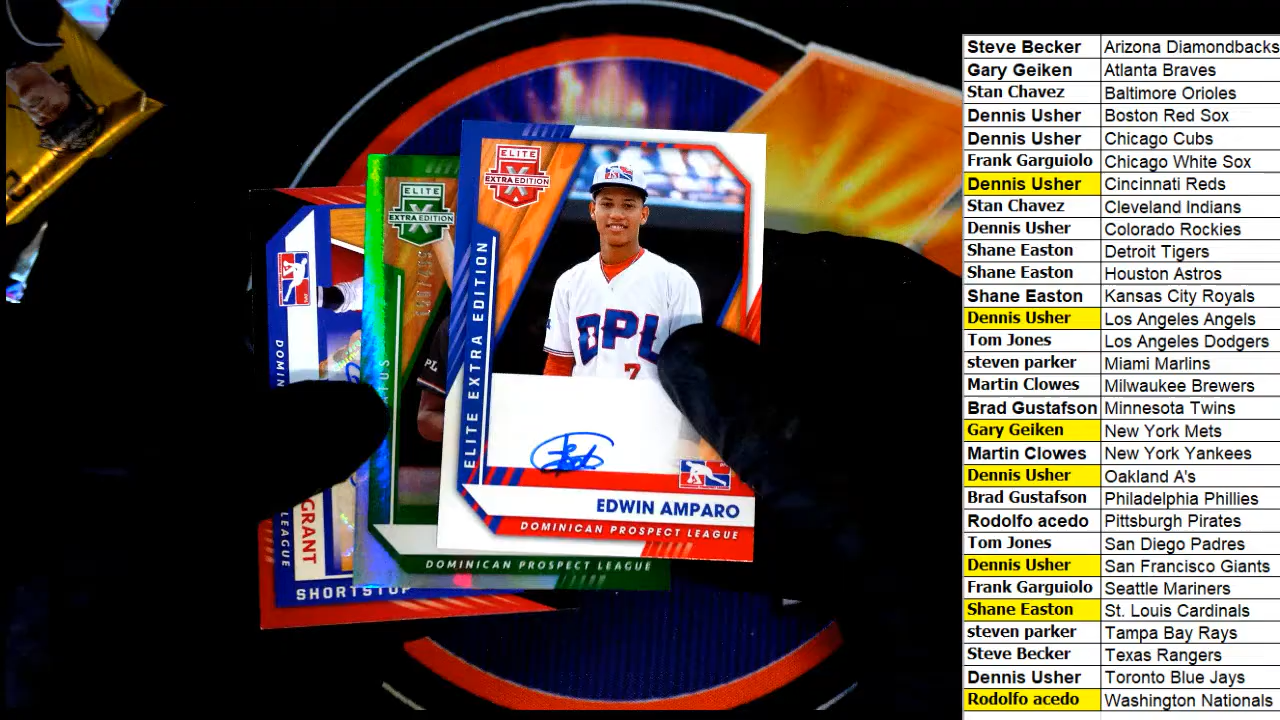 ELITE
EXTRA EDITION
ELITE EXTRA EDITION
DPL
7
EDWIN AMPARO
DOMINICAN PROSPECT LEAGUE
ELITE
EXTRA EDITION
DOMINICAN PROSPECT LEAGUE
PL
LEAGUE
GRANT
SHORTSTOP
Steve Becker Arizona Diamondbacks
Gary Geiken Atlanta Braves
Stan Chavez Baltimore Orioles
Dennis Usher Boston Red Sox
Dennis Usher Chicago Cubs
Frank Garguiolo Chicago White Sox
Dennis Usher Cincinnati Reds
Stan Chavez Cleveland Indians
Dennis Usher Colorado Rockies
Shane Easton Detroit Tigers
Shane Easton Houston Astros
Shane Easton Kansas City Royals
Dennis Usher Los Angeles Angels
Tom Jones Los Angeles Dodgers
steven parker Miami Marlins
Martin Clowes Milwaukee Brewers
Brad Gustafson Minnesota Twins
Gary Geiken New York Mets
Martin Clowes New York Yankees
Dennis Usher Oakland A's
Brad Gustafson Philadelphia Phillies
Rodolfo acedo Pittsburgh Pirates
Tom Jones San Diego Padres
Dennis Usher San Francisco Giants
Frank Garguiolo Seattle Mariners
Shane Easton St. Louis Cardinals
steven parker Tampa Bay Rays
Steve Becker Texas Rangers
Dennis Usher Toronto Blue Jays
Rodolfo acedo Washington Nationals